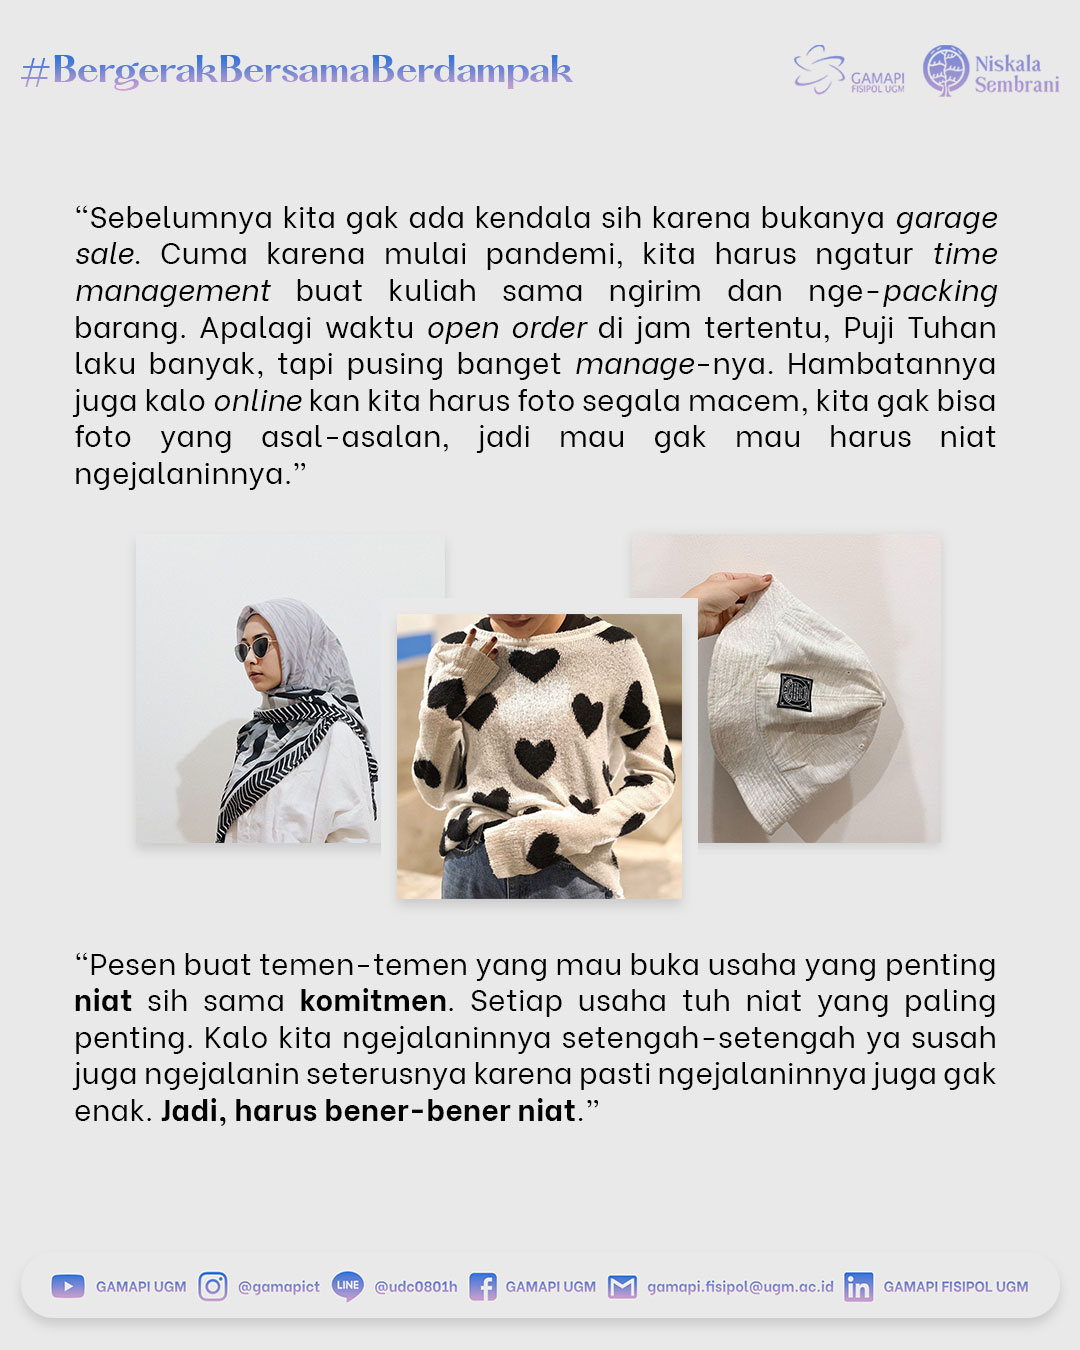 #BergerakBersamaBerdampak
GAMAPI
FISIPOL UGM
Niskala
Sembrani
“Sebelumnya kita gak ada kendala sih karena bukanya garage
sale. Cuma karena mulai pandemi, kita harus ngatur time
management buat kuliah sama ngirim dan nge-packing
barang. Apalagi waktu open order di jam tertentu, Puji Tuhan
laku banyak, tapi pusing banget manage-nya. Hambatannya
juga kalo online kan kita harus foto segala macem, kita gak bisa
foto yang asal-asalan, jadi mau gak mau harus niat
ngejalaninnya.”
“Pesen buat temen-temen yang mau buka usaha yang penting
niat sih sama komitmen. Setiap usaha tuh niat yang paling
penting. Kalo kita ngejalaninnya setengah-setengah ya susah
juga ngejalanin seterusnya karena pasti ngejalaninnya juga gak
enak. Jadi, harus bener-bener niat.”
GAMAPI UGM @gamapict LINE @udc0801h GAMAPI UGM gamapi.fisipol@ugm.ac.id GAMAPI FISIPOL UGM